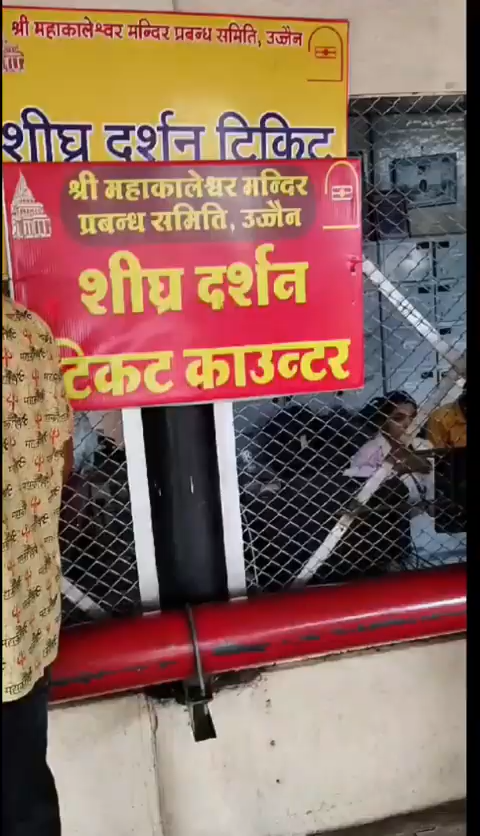 श्री महाकालेश्वर मन्दिर प्रबन्ध समिति, उज्जैन
शीघ्र दर्शन टिकिट
श्री महाकालेश्वर मन्दिर
प्रबन्ध समिति, उज्जैन
शीघ्र दर्शन
टिकट काउन्टर